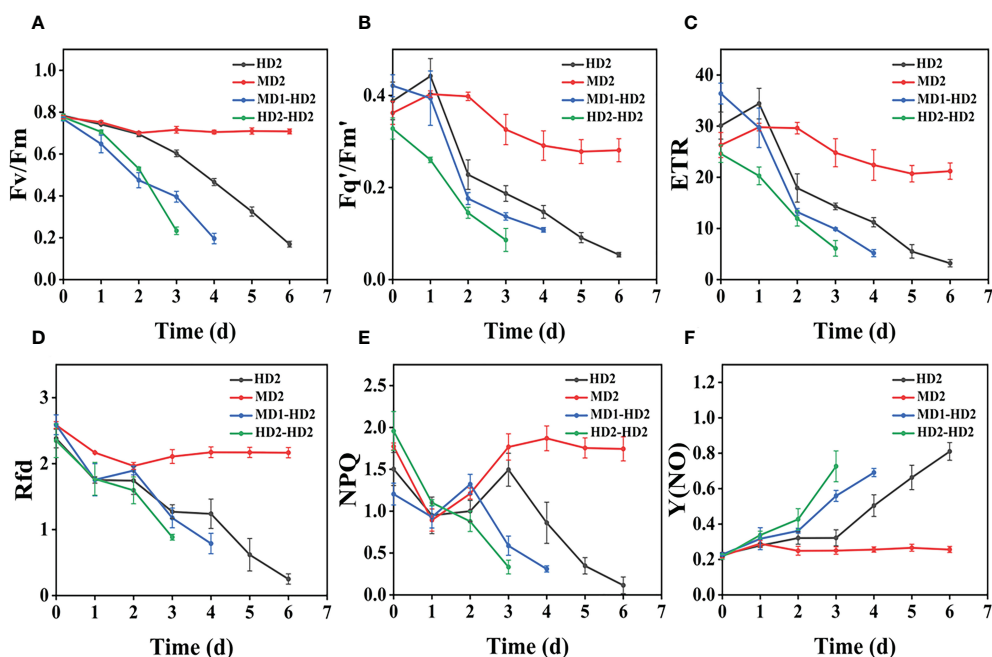 A
Fv/Fm
1.0
0.8
0.6
0.4
0.2
0.0
HD2
MD2
MD1-HD2
HD2-HD2
0 1 2 3 4 5 6 7
Time (d)
B
Fq'/Fm'
0.4
0.2
0.0
HD2
MD2
MD1-HD2
HD2-HD2
0 1 2 3 4 5 6 7
Time (d)
C
ETR
40
30
20
10
0
HD2
MD2
MD1-HD2
HD2-HD2
0 1 2 3 4 5 6 7
Time (d)
D
Rfd
3
2
1
0
HD2
MD2
MD1-HD2
HD2-HD2
0 1 2 3 4 5 6 7
Time (d)
E
NPQ
2.5
2.0
1.5
1.0
0.5
0.0
HD2
MD2
MD1-HD2
HD2-HD2
0 1 2 3 4 5 6 7
Time (d)
F
Y(NO)
1.2
1.0
0.8
0.6
0.4
0.2
0.0
HD2
MD2
MD1-HD2
HD2-HD2
0 1 2 3 4 5 6 7
Time (d)